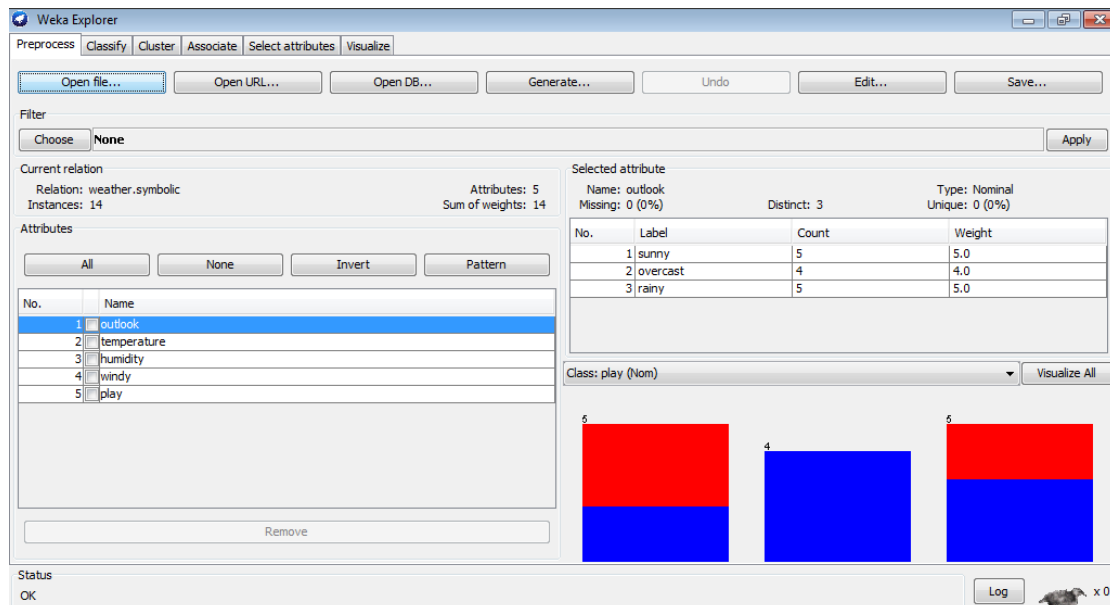 Weka Explorer
Preprocess Classify Cluster Associate Select attributes Visualize
Open file... Open URL... Open DB... Generate... Undo Edit... Save...
Filter
Choose None Apply
Current relation
Relation: weather.symbolic Attributes: 5
Instances: 14 Sum of weights: 14
Attributes
All None Invert Pattern
No. Name
1 outlook
2 temperature
3 humidity
4 windy
5 play
Remove
Selected attribute
Name: outlook Type: Nominal
Missing: 0 (0%) Distinct: 3 Unique: 0 (0%)
No. Label Count Weight
1 sunny 5 5.0
2 overcast 4 4.0
3 rainy 5 5.0
Class: play (Nom) Visualize All
5 4 5
Status
OK Log x 0